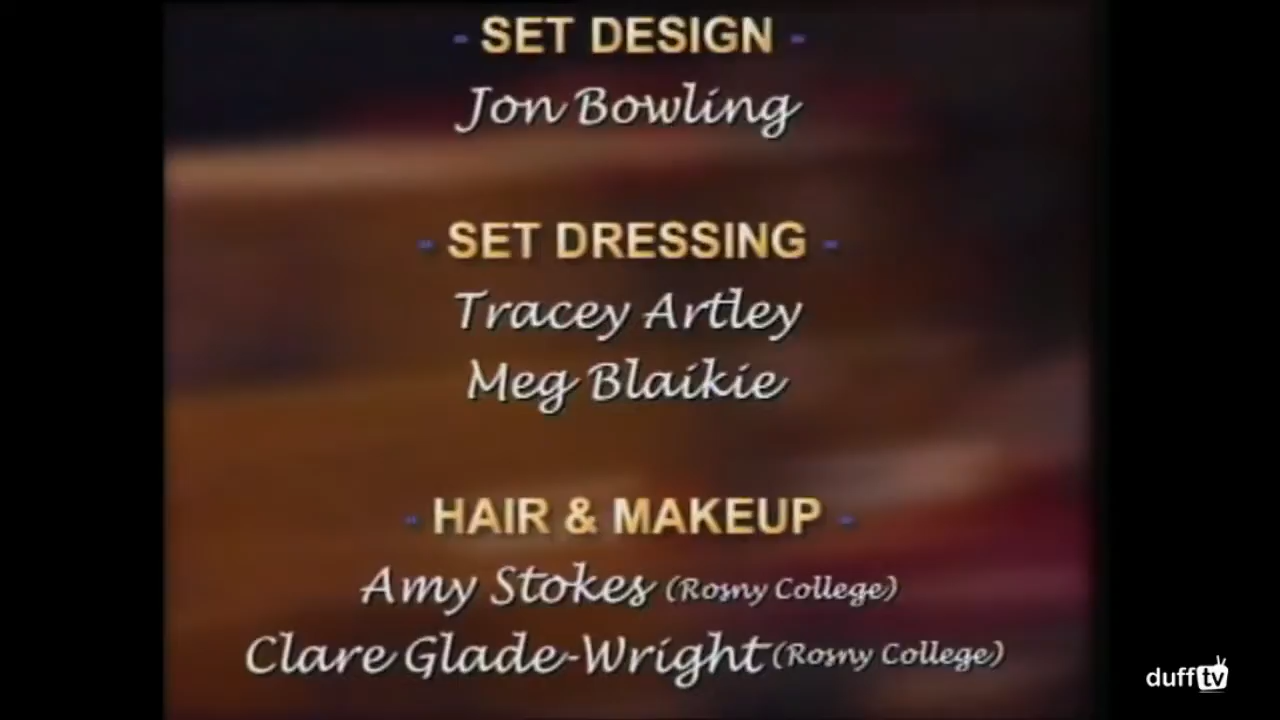 - SET DESIGN -
Jon Bowling
- SET DRESSING -
Tracey Artley
Meg Blaikie
- HAIR & MAKEUP -
Amy Stokes (Rosny College)
Clare Glade-Wright (Rosny College)
duff tv